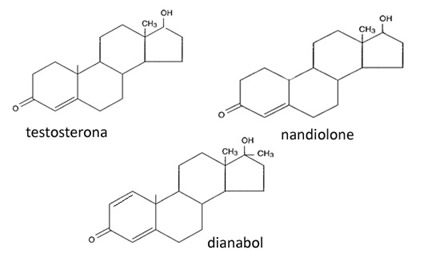 OH
CH₃
O
testosterona
OH
CH₃
O
nandiolone
OH
CH₃ CH₃
O
dianabol